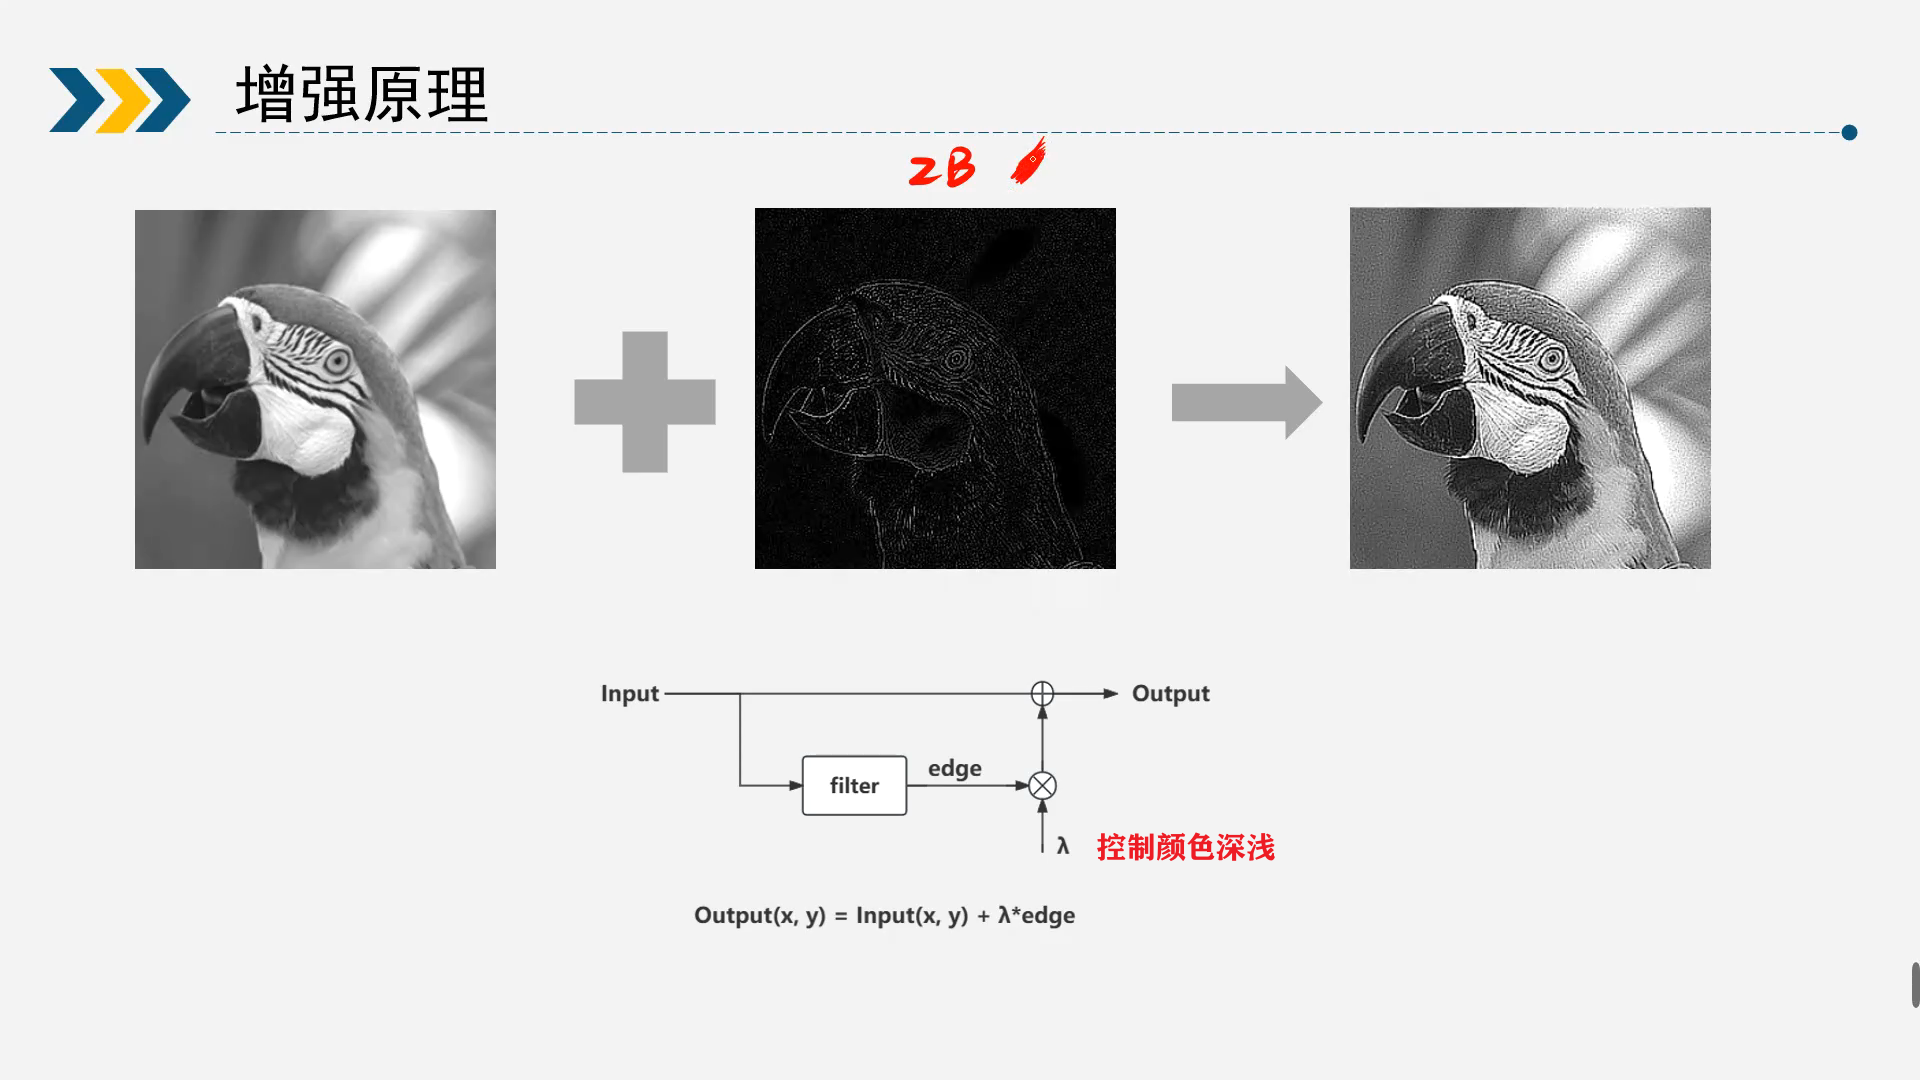 增强原理
2B
Input
Output
filter
edge
λ 控制颜色深浅
Output(x, y) = Input(x, y) + λ*edge